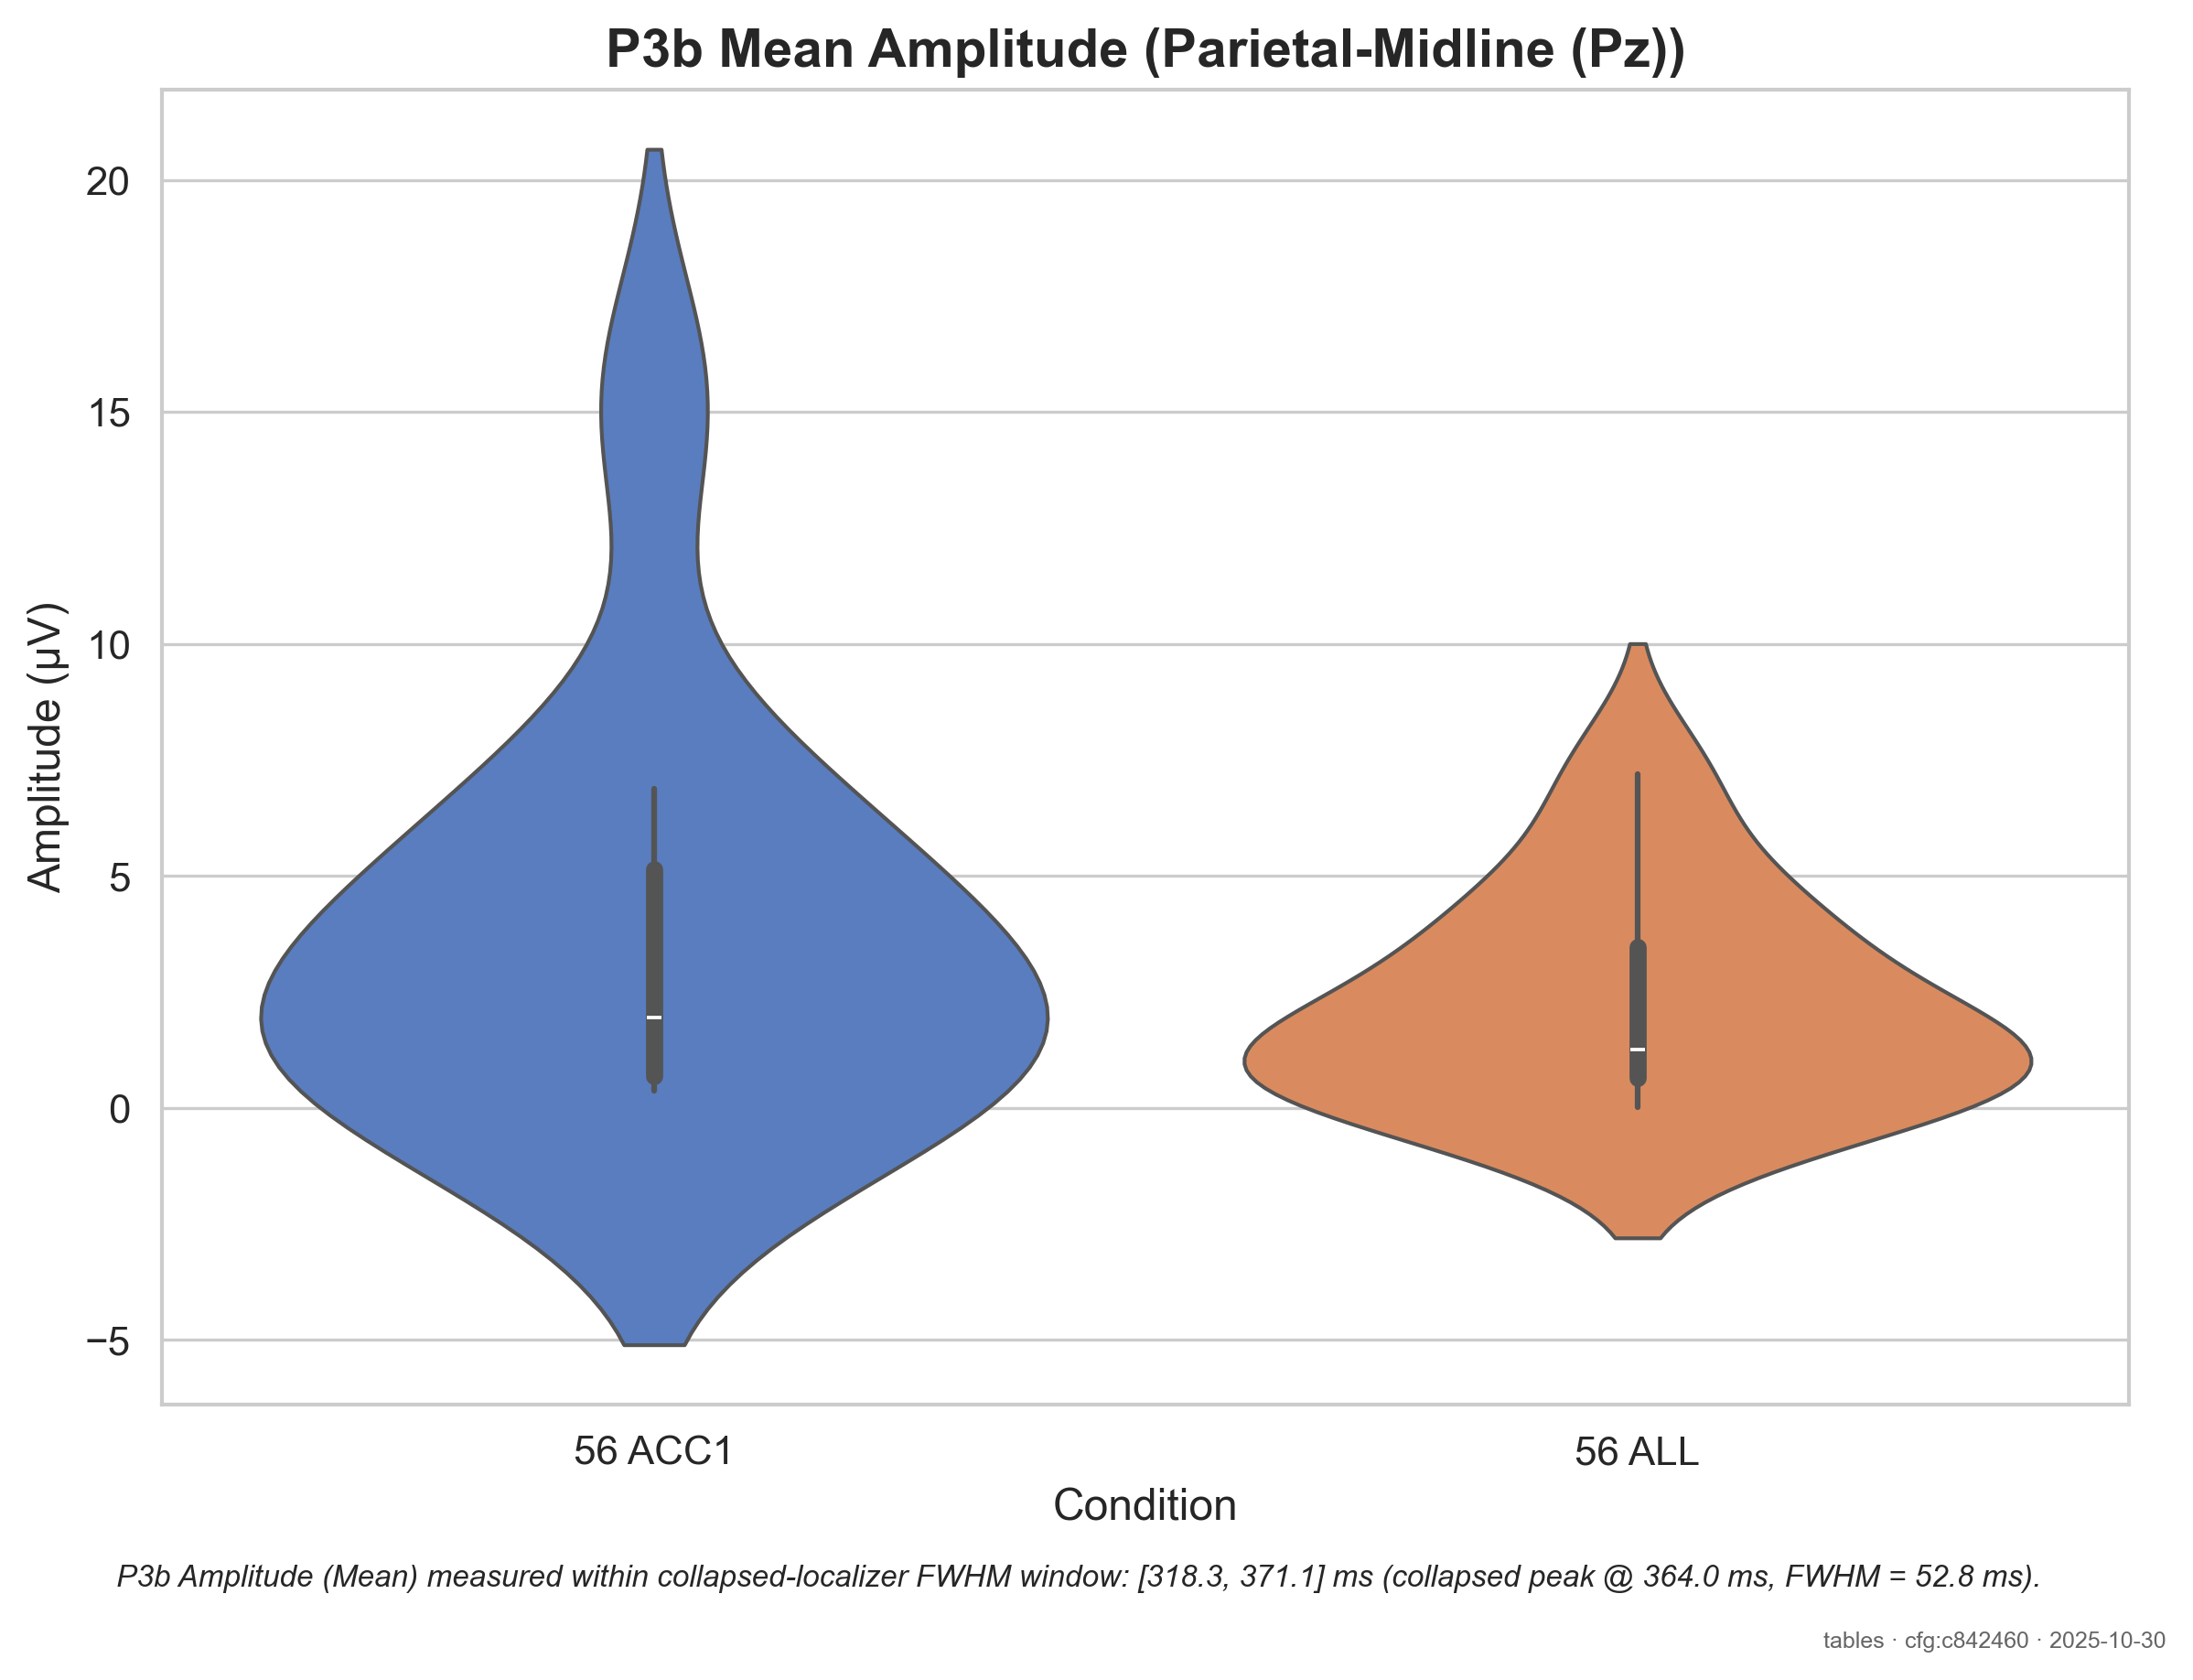 P3b Mean Amplitude (Parietal-Midline (Pz))
Amplitude (µV)
20
15
10
5
0
−5
56 ACC1
56 ALL
Condition
P3b Amplitude (Mean) measured within collapsed-localizer FWHM window: [318.3, 371.1] ms (collapsed peak @ 364.0 ms, FWHM = 52.8 ms).
tables · cfg:c842460 · 2025-10-30